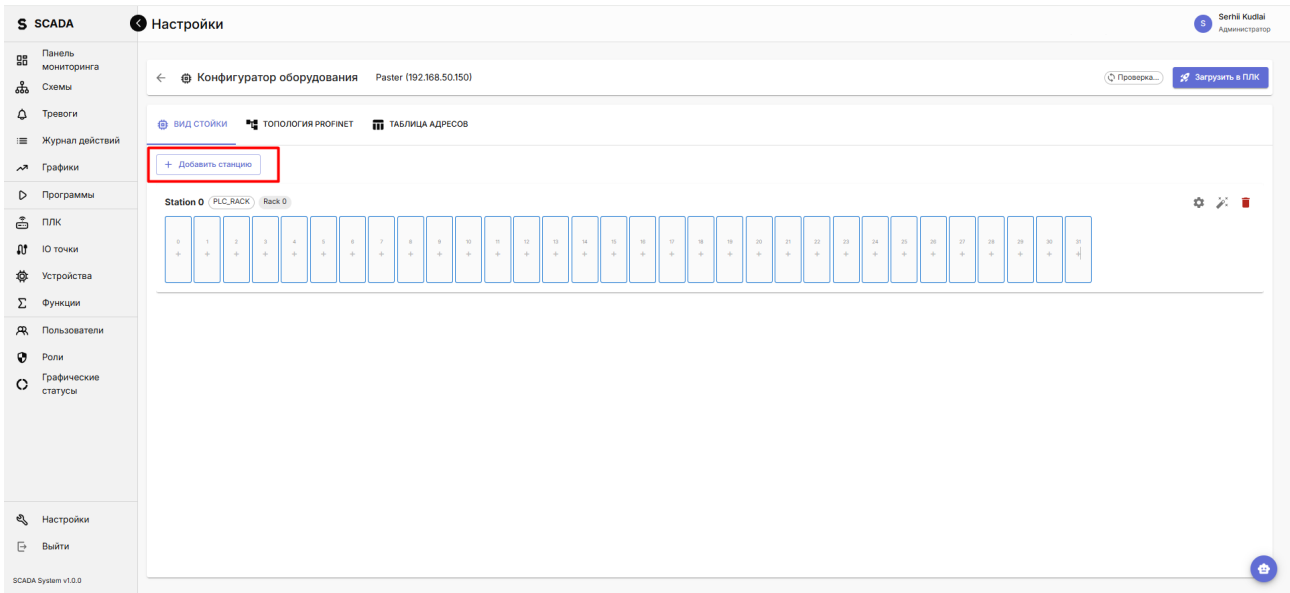 S SCADA
Настройки
S
Serhii Kudlai
Администратор
Панель
мониторинга
Схемы
Тревоги
Журнал действий
Графики
Программы
ПЛК
IO точки
Устройства
Функции
Пользователи
Роли
Графические
статусы
Настройки
Выйти
SCADA System v1.0.0
Конфигуратор оборудования Paster (192.168.50.150)
Проверка...
Загрузить в ПЛК
ВИД СТОЙКИ ТОПОЛОГИЯ PROFINET ТАБЛИЦА АДРЕСОВ
+ Добавить станцию
Station 0 PLC_RACK Rack 0
0 1 2 3 4 5 6 7 8 9 10 11 12 13 14 15 16 17 18 19 20 21 22 23 24 25 26 27 28 29 30 31
+ + + + + + + + + + + + + + + + + + + + + + + + + + + + + + + +